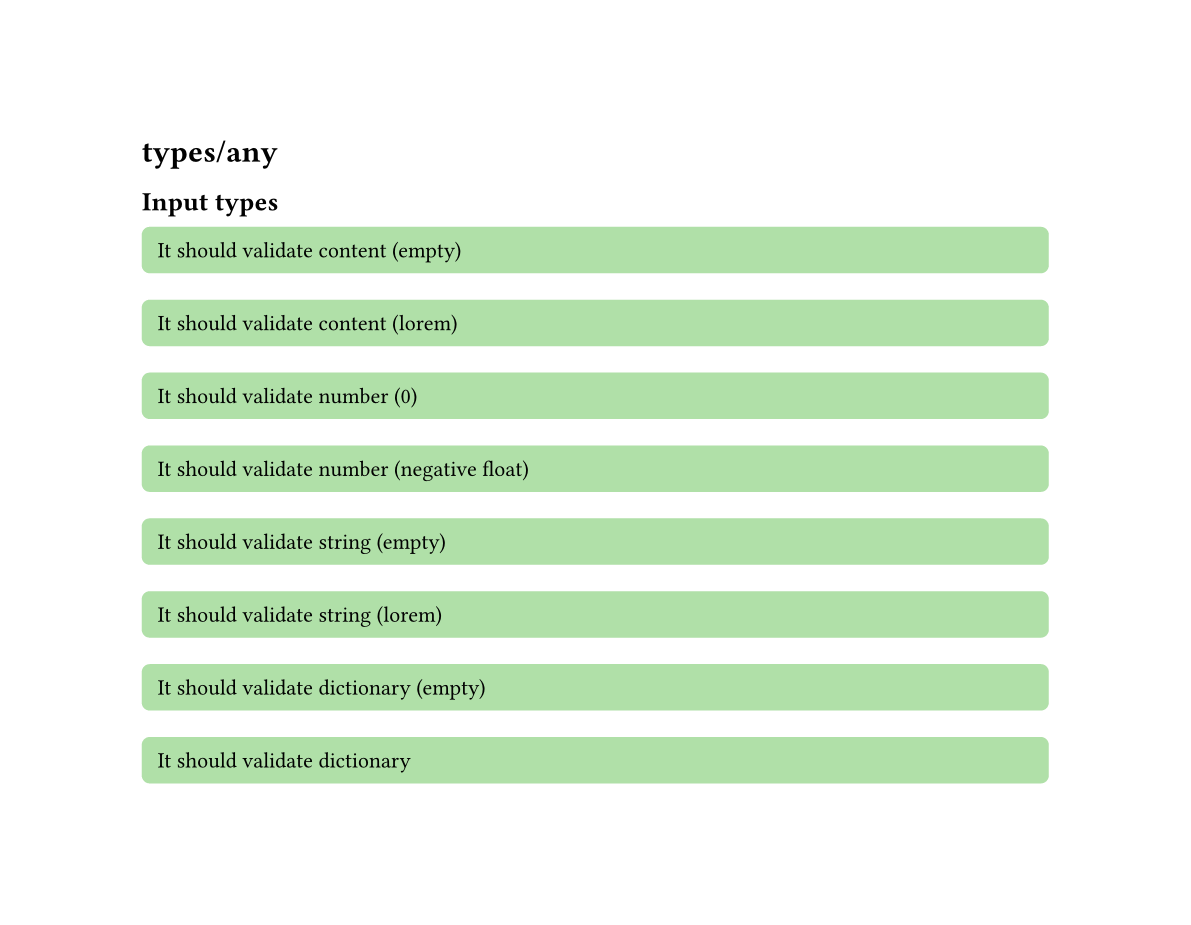 types/any
Input types
It should validate content (empty)
It should validate content (lorem)
It should validate number (0)
It should validate number (negative float)
It should validate string (empty)
It should validate string (lorem)
It should validate dictionary (empty)
It should validate dictionary